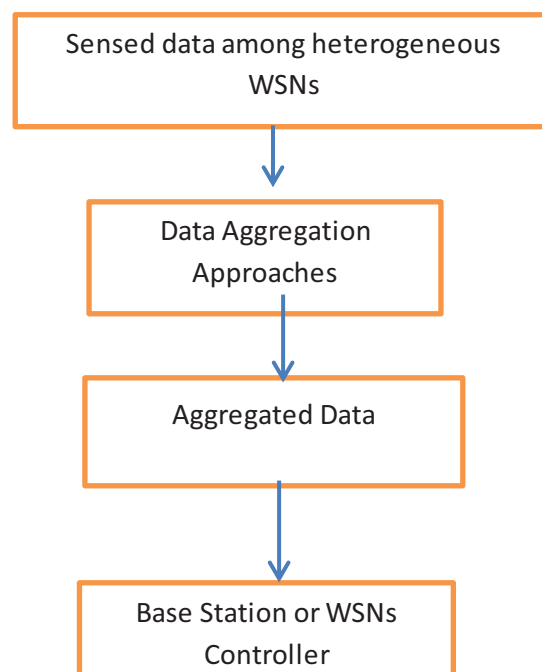 Sensed data among heterogeneous
WSNs
Data Aggregation
Approaches
Aggregated Data
Base Station or WSNs
Controller